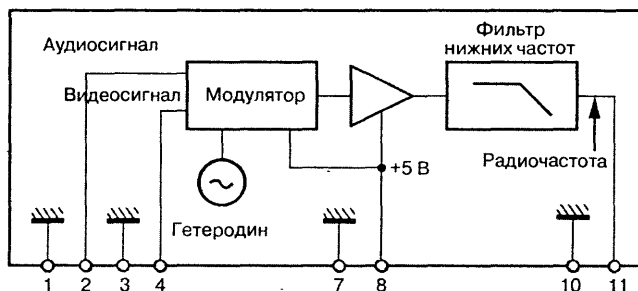 Аудиосигнал
Видеосигнал
Модулятор
Гетеродин
Фильтр
нижних частот
Радиочастота
+5 В
1 2 3 4 7 8 10 11